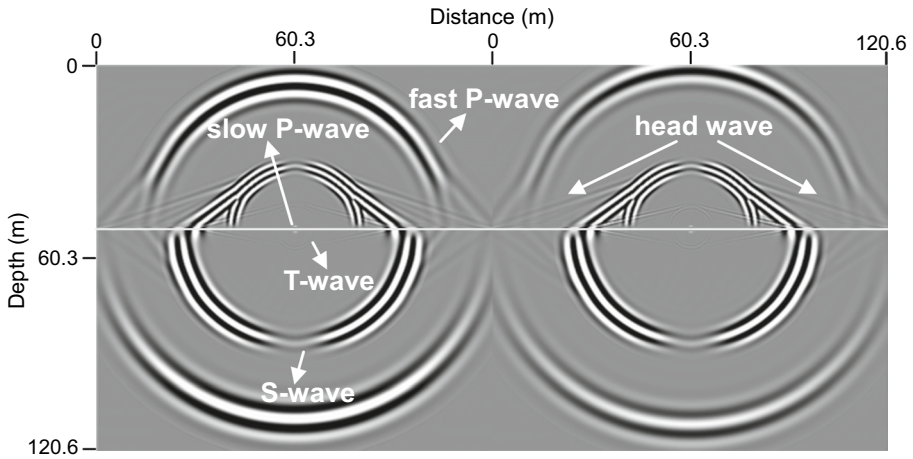 Distance (m)
0 60.3 0 60.3 120.6
0
fast P-wave
slow P-wave
head wave
Depth (m)
60.3
T-wave
S-wave
120.6